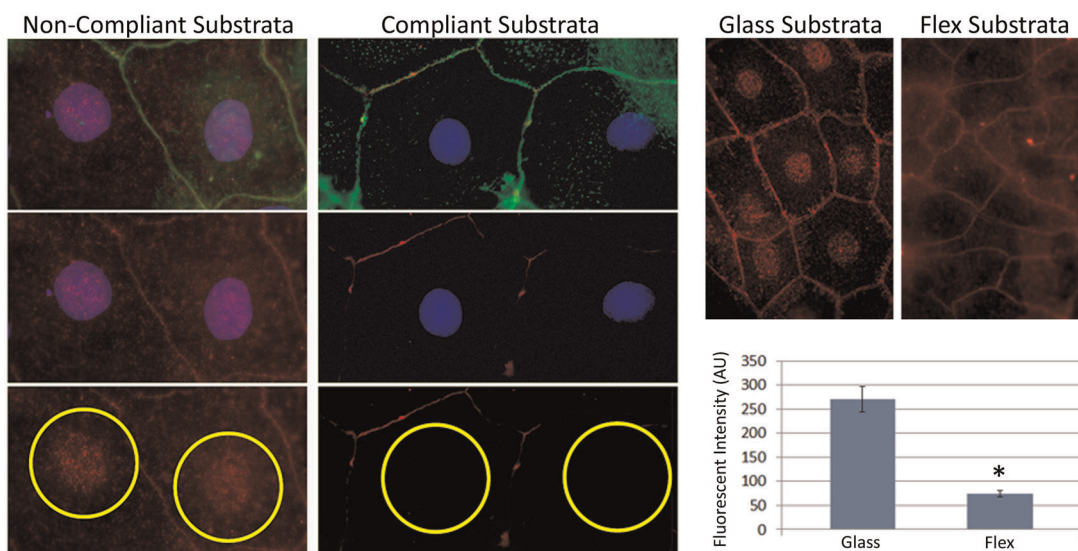 Non-Compliant Substrata
Compliant Substrata
Glass Substrata
Flex Substrata
Fluorescent Intensity (AU)
350
300
250
200
150
100
50
0
*
Glass
Flex